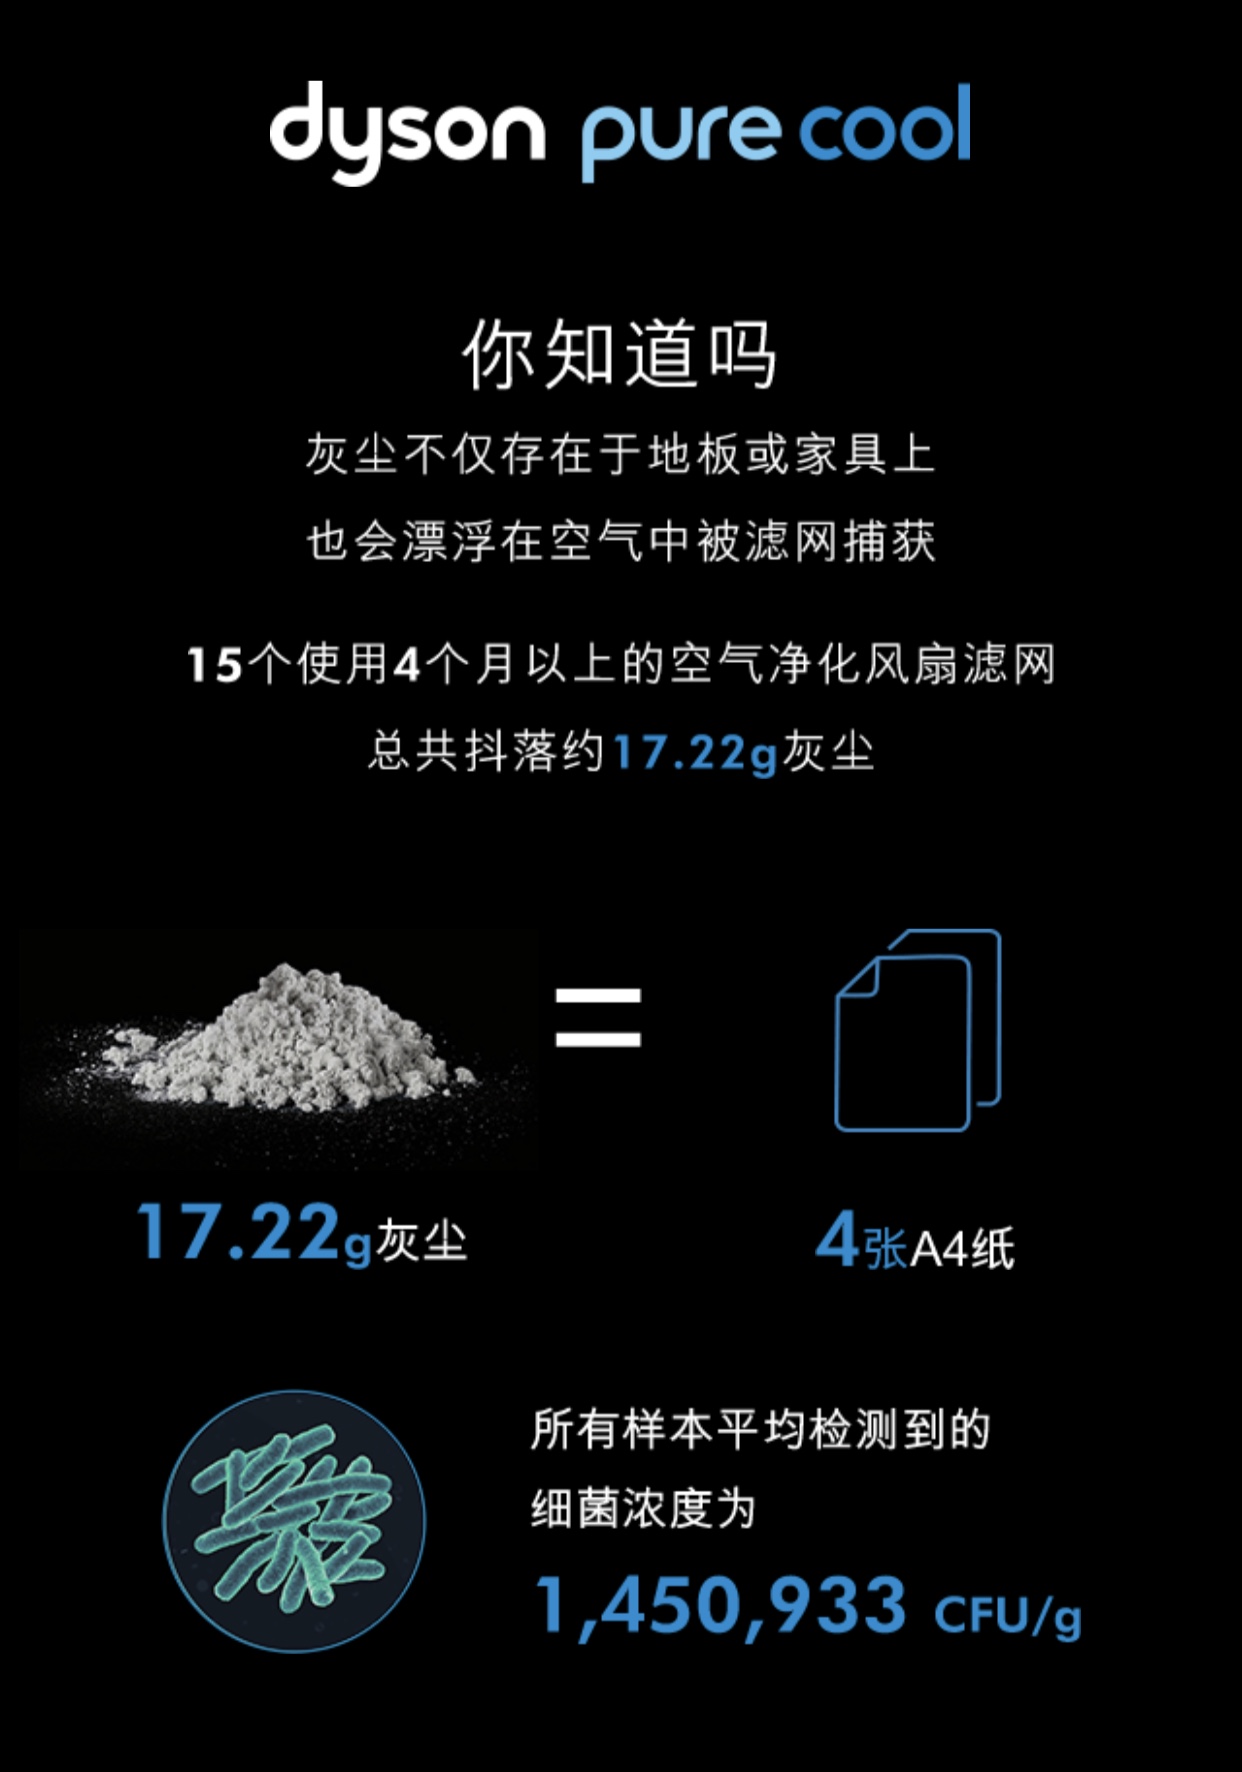 dyson pure cool
你知道吗
灰尘不仅存在于地板或家具上
也会漂浮在空气中被滤网捕获
15个使用4个月以上的空气净化风扇滤网
总共抖落约17.22g灰尘
17.22g灰尘
=
4张A4纸
所有样本平均检测到的
细菌浓度为
1,450,933 CFU/g